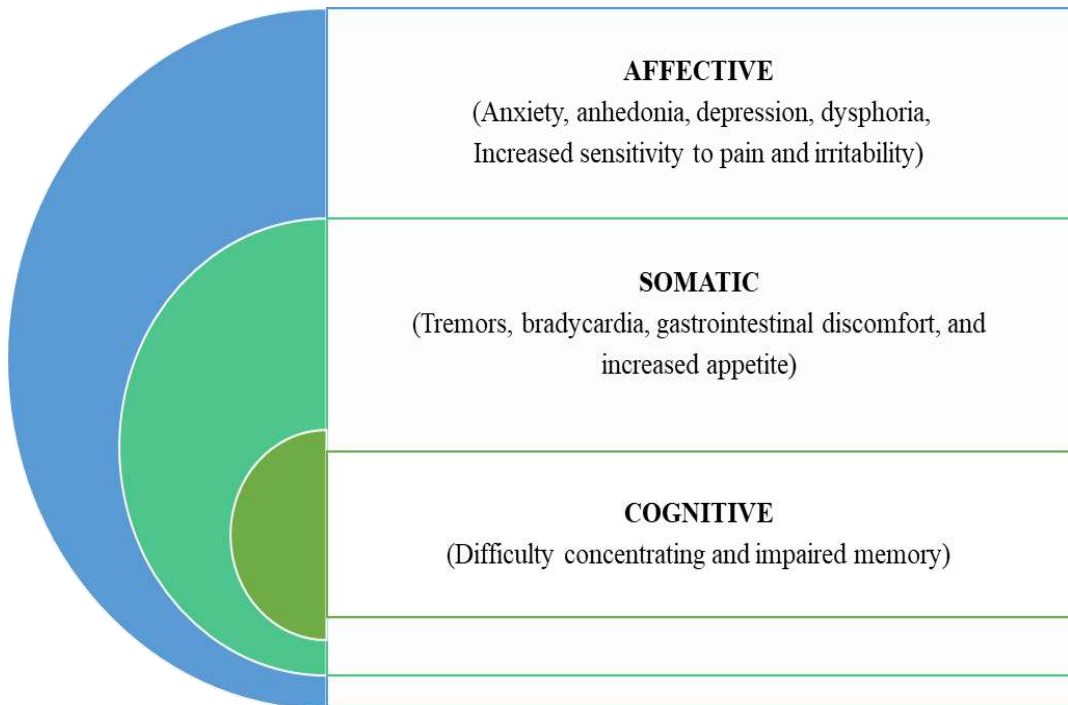 AFFECTIVE
(Anxiety, anhedonia, depression, dysphoria,
Increased sensitivity to pain and irritability)
SOMATIC
(Tremors, bradycardia, gastrointestinal discomfort, and
increased appetite)
COGNITIVE
(Difficulty concentrating and impaired memory)